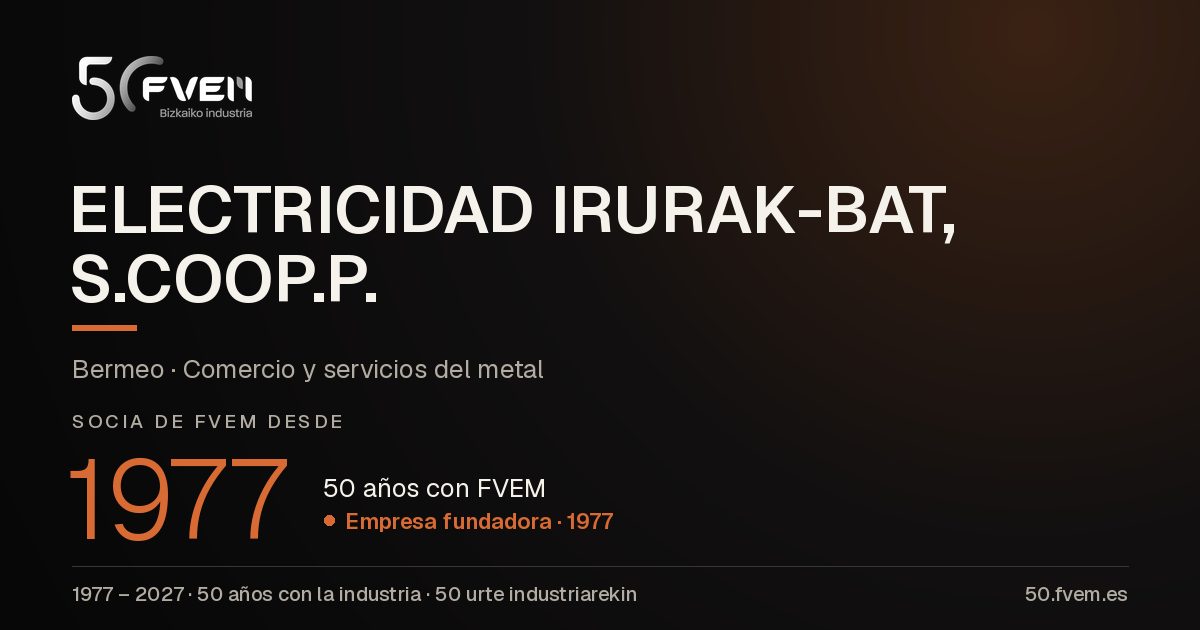 50 FVEM
Bizkaiko industria
ELECTRICIDAD IRURAK-BAT,
S.COOP.P.
Bermeo · Comercio y servicios del metal
SOCIA DE FVEM DESDE
1977
50 años con FVEM
Empresa fundadora · 1977
1977 – 2027 · 50 años con la industria · 50 urte industriarekin
50.fvem.es